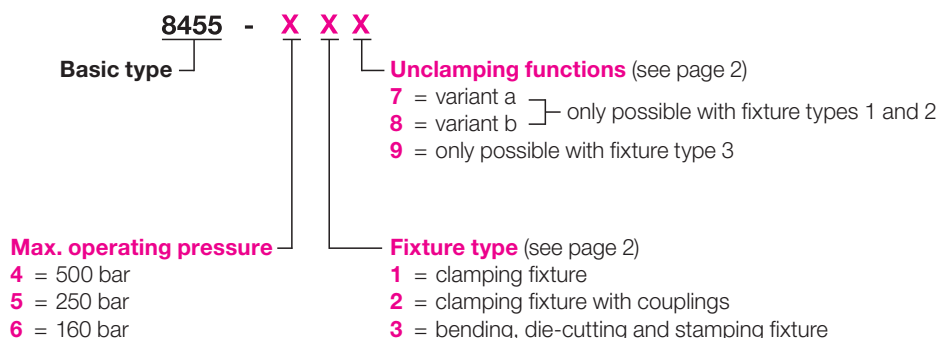 8455 - X X X
Basic type
Unclamping functions (see page 2)
7 = variant a
8 = variant b
only possible with fixture types 1 and 2
9 = only possible with fixture type 3
Max. operating pressure
4 = 500 bar
5 = 250 bar
6 = 160 bar
Fixture type (see page 2)
1 = clamping fixture
2 = clamping fixture with couplings
3 = bending, die-cutting and stamping fixture